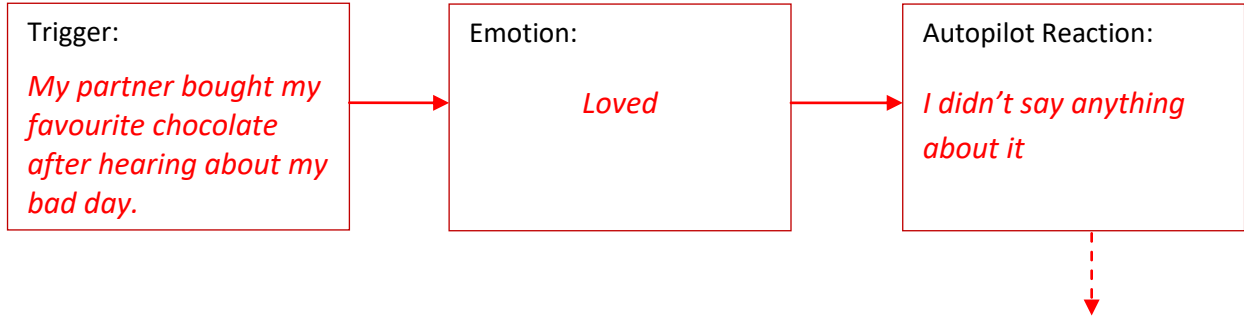 Trigger:
My partner bought my
favourite chocolate
after hearing about my
bad day.
Emotion:
Loved
Autopilot Reaction:
I didn’t say anything
about it